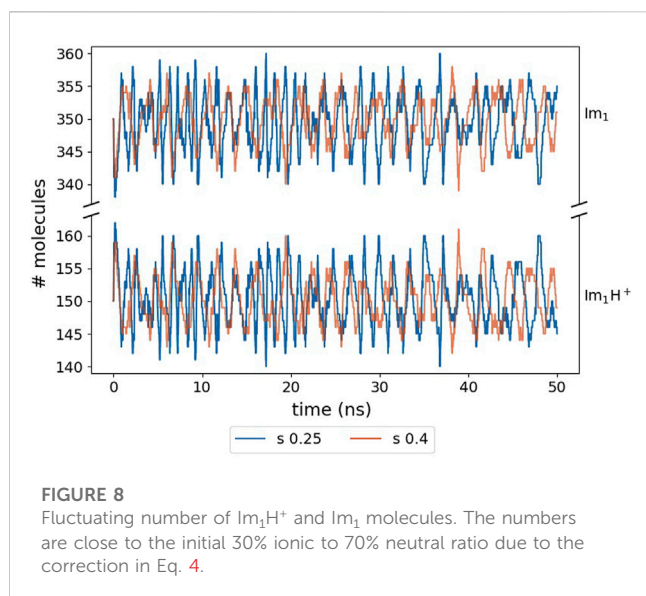 360
355
350
345
340
160
155
150
145
140
# molecules
Im₁
Im₁H⁺
0
10
20
30
40
50
time (ns)
s 0.25
s 0.4
FIGURE 8
Fluctuating number of Im₁H⁺ and Im₁ molecules. The numbers
are close to the initial 30% ionic to 70% neutral ratio due to the
correction in Eq. 4.